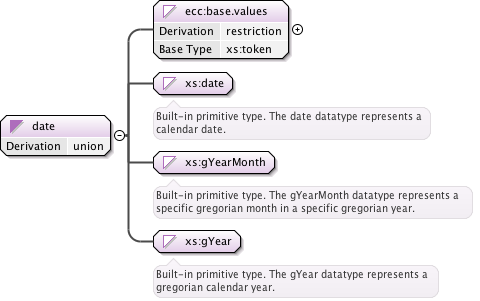 ecc:base.values
Derivation restriction
Base Type xs:token
xs:date
Built-in primitive type. The date datatype represents a
calendar date.
date
Derivation union
xs:gYearMonth
Built-in primitive type. The gYearMonth datatype represents a
specific gregorian month in a specific gregorian year.
xs:gYear
Built-in primitive type. The gYear datatype represents a
gregorian calendar year.